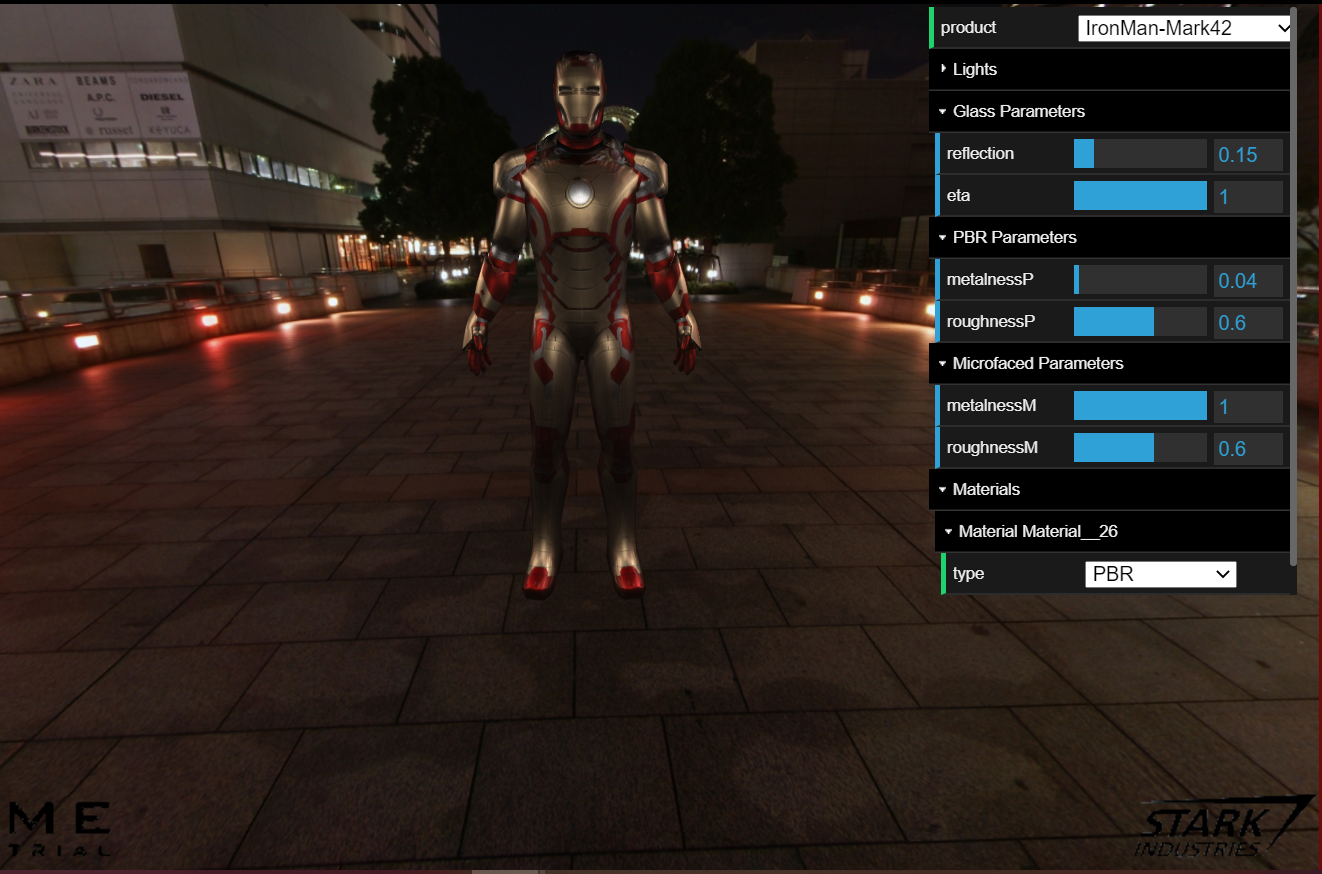 product IronMan-Mark42
Lights
Glass Parameters
reflection 0.15
eta 1
PBR Parameters
metalnessP 0.04
roughnessP 0.6
Microfaced Parameters
metalnessM 1
roughnessM 0.6
Materials
Material Material__26
type PBR
ZARA BEAMS
A.P.C. DIESEL
BIRKENSTOCK russet KEYUCA
ME
TRIAL
STARK
INDUSTRIES